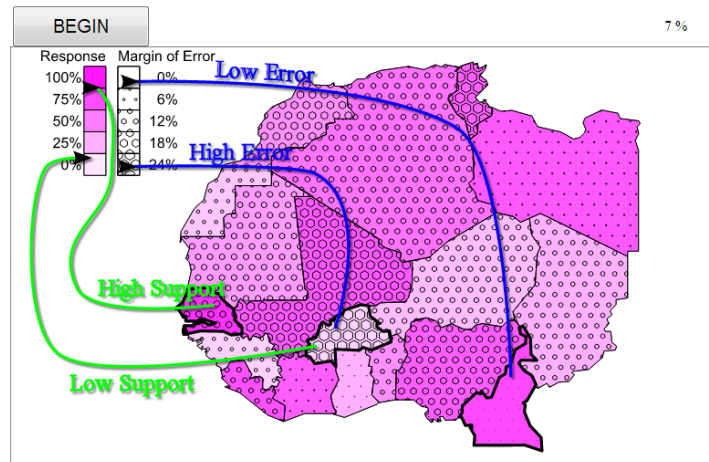 BEGIN
7 %
Response Margin of Error
100% 0%
Low Error
75% 6%
50% 12%
25% 18%
High Error
0% 24%
High Support
Low Support